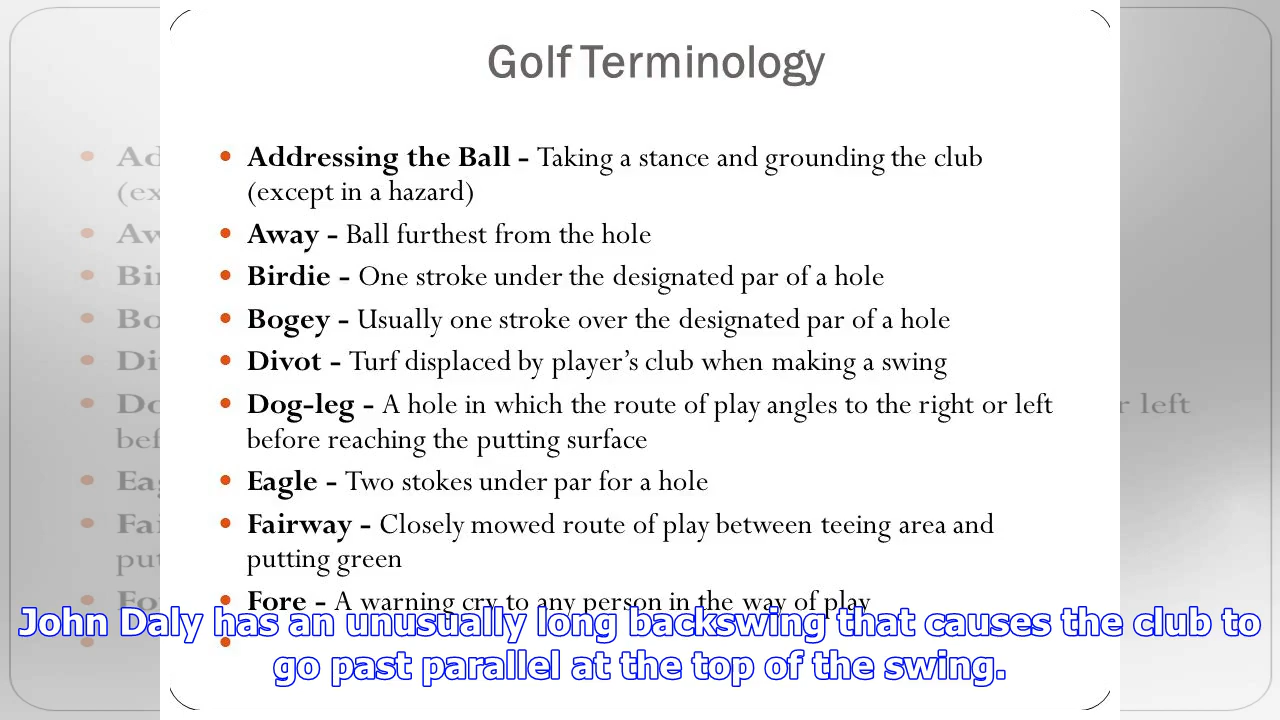 Golf Terminology
• Addressing the Ball - Taking a stance and grounding the club
(except in a hazard)
• Away - Ball furthest from the hole
• Birdie - One stroke under the designated par of a hole
• Bogey - Usually one stroke over the designated par of a hole
• Divot - Turf displaced by player’s club when making a swing
• Dog-leg - A hole in which the route of play angles to the right or left
before reaching the putting surface
• Eagle - Two stokes under par for a hole
• Fairway - Closely mowed route of play between teeing area and
putting green
• Fore - A warning cry to any person in the way of play
John Daly has an unusually long backswing that causes the club to
go past parallel at the top of the swing.